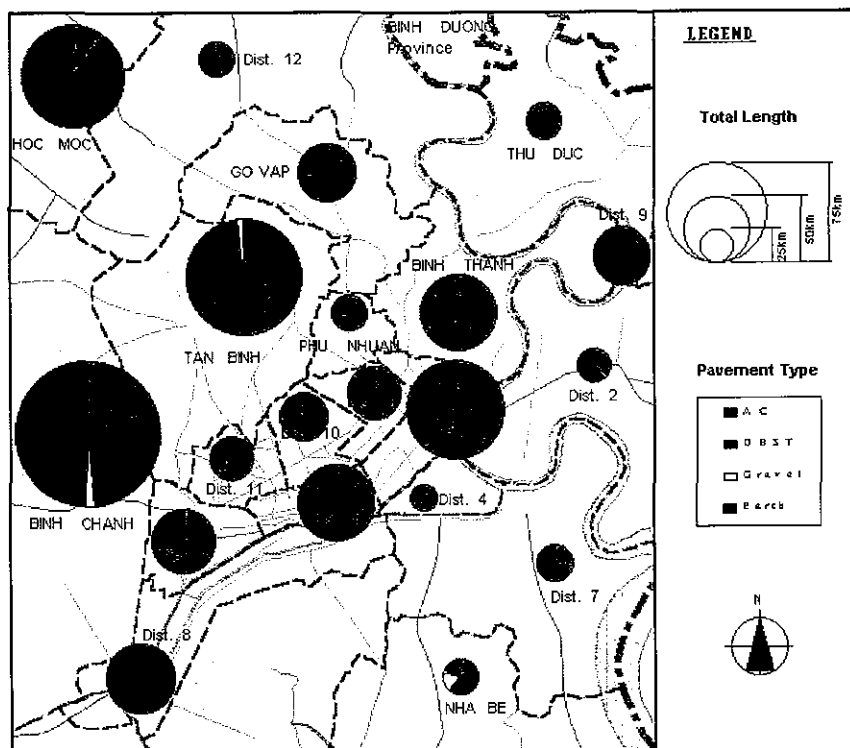 BINH DUONG
Province
Dist. 12
HOC MOC
THU DUC
GO VAP
Dist. 9
BINH THANH
TAN BINH
PHU NHUAN
Dist. 2
10
Dist. 11
Dist. 4
BINH CHANH
Dist. 7
Dist. 8
NHA BE
LEGEND
Total Length
25km
50km
75km
Pavement Type
A C
D B S T
G r a v e l
E a r t h
N